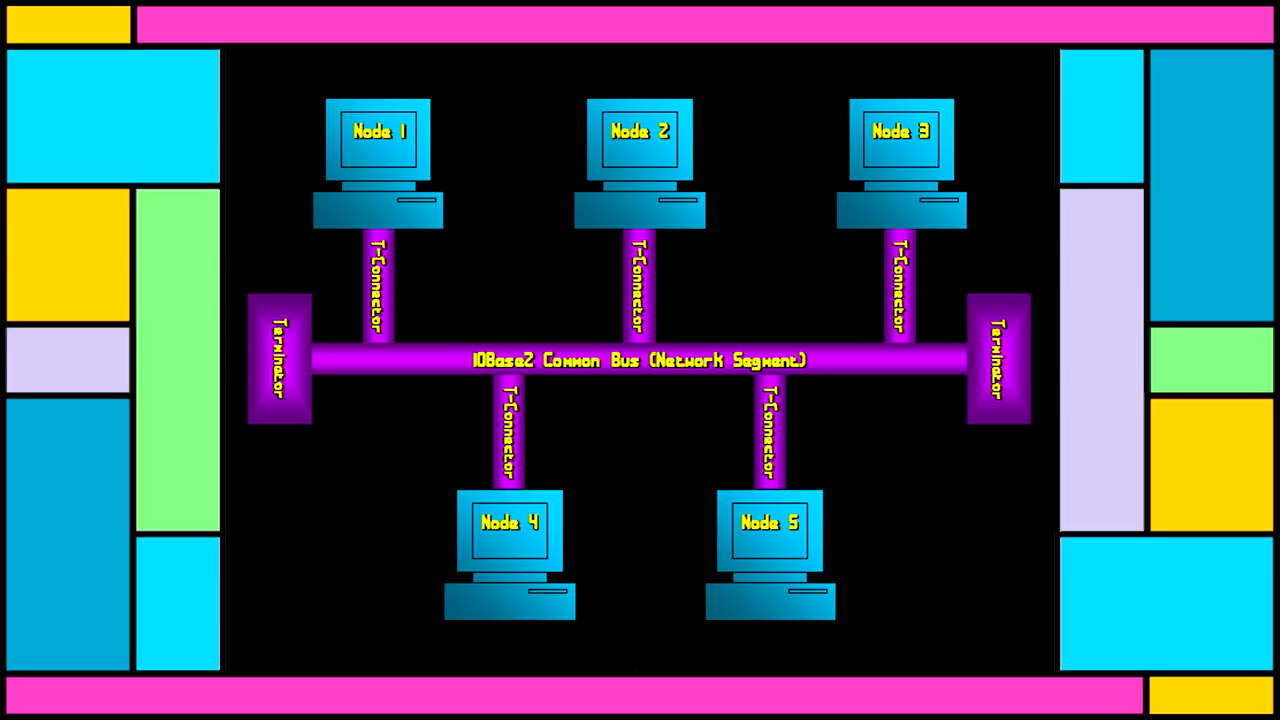 Node 1
Node 2
Node 3
T-Connector
T-Connector
T-Connector
Terminator
10Base2 Common Bus (Network Segment)
Terminator
T-Connector
T-Connector
Node 4
Node 5